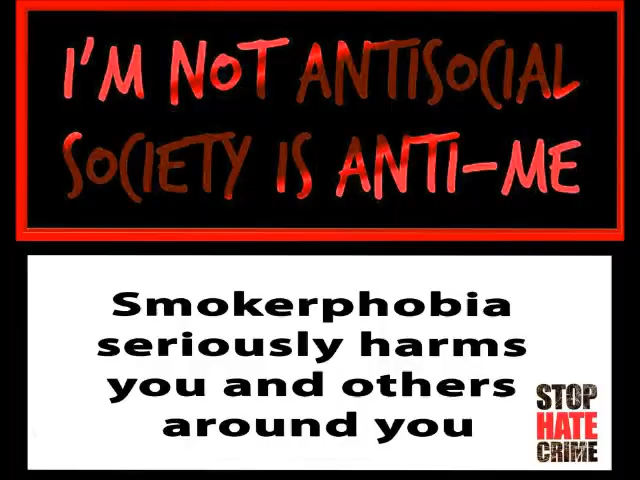 I'M NOT ANTISOCIAL
SOCIETY IS ANTI-ME
Smokerphobia
seriously harms
you and others
around you
STOP
HATE
CRIME